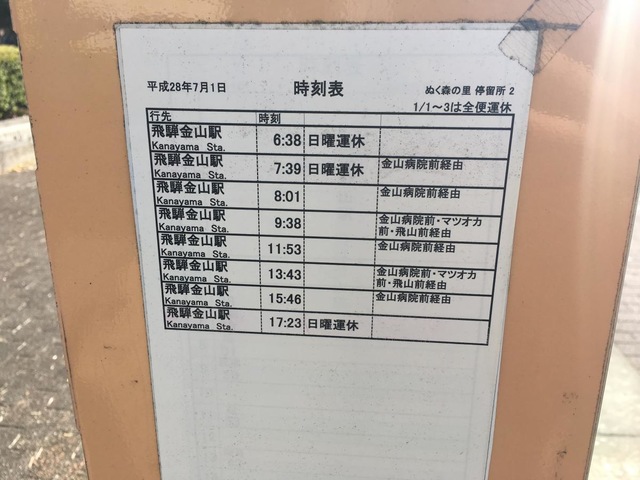 平成28年7月1日 時刻表 ぬく森の里 停留所 2
1/1~3は全便運休
行先 時刻
飛騨金山駅
Kanayama Sta. 6:38 日曜運休
飛騨金山駅
Kanayama Sta. 7:39 日曜運休 金山病院前経由
飛騨金山駅
Kanayama Sta. 8:01 金山病院前経由
飛騨金山駅
Kanayama Sta. 9:38 金山病院前・マツオカ
前・飛山前経由
飛騨金山駅
Kanayama Sta. 11:53 金山病院前経由
飛騨金山駅
Kanayama Sta. 13:43 金山病院前・マツオカ
前・飛山前経由
飛騨金山駅
Kanayama Sta. 15:46 金山病院前経由
飛騨金山駅
Kanayama Sta. 17:23 日曜運休